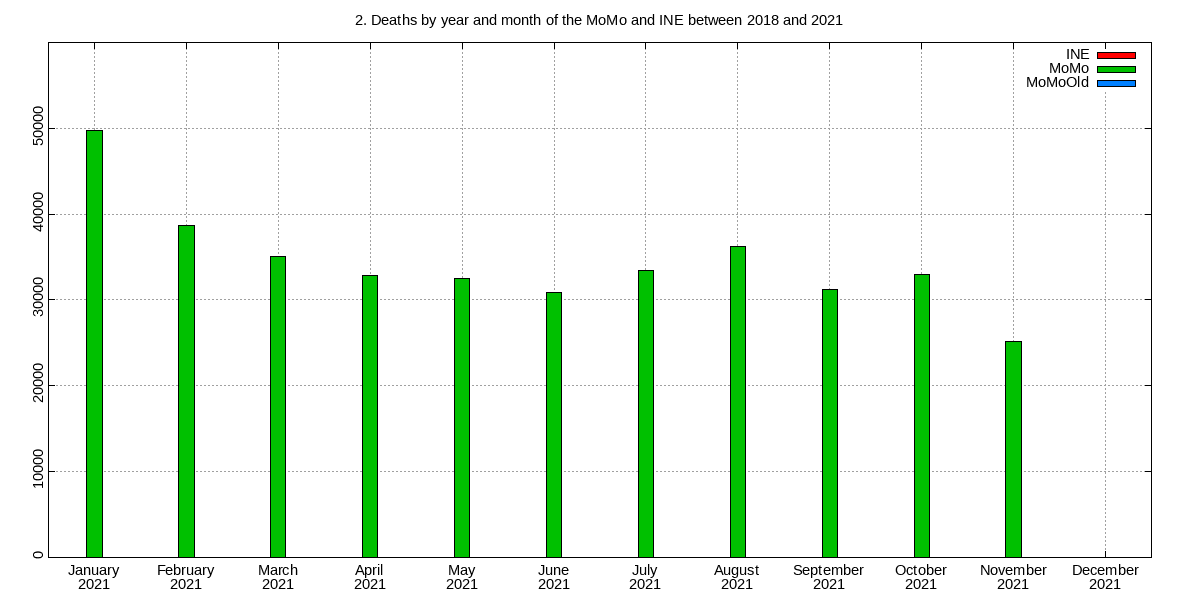 2. Deaths by year and month of the MoMo and INE between 2018 and 2021
INE
MoMo
MoMoOld
50000
40000
30000
20000
10000
0
January February March April May June July August September October November December
2021 2021 2021 2021 2021 2021 2021 2021 2021 2021 2021 2021